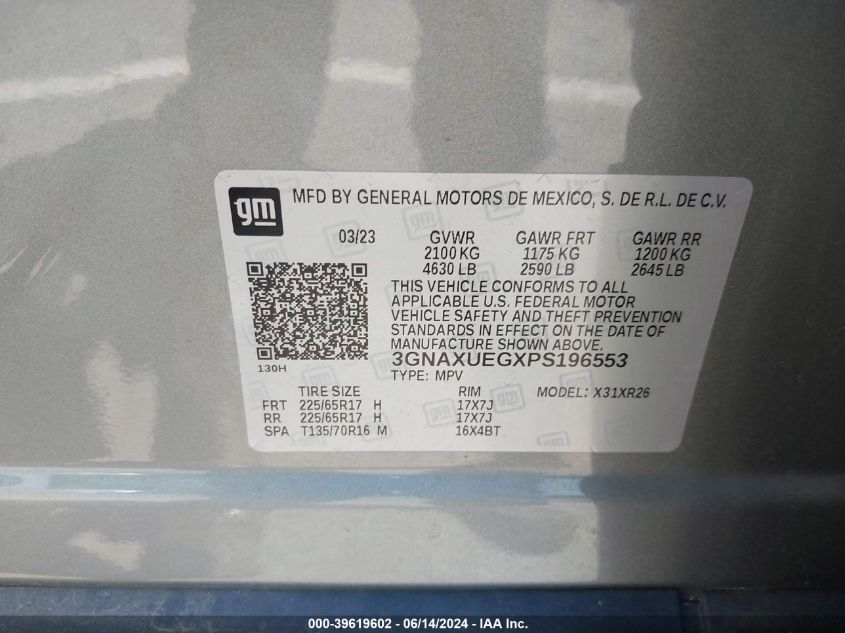 gm
MFD BY GENERAL MOTORS DE MEXICO, S. DE R.L. DE C.V.
03/23 GVWR GAWR FRT GAWR RR
2100 KG 1175 KG 1200 KG
4630 LB 2590 LB 2645 LB
THIS VEHICLE CONFORMS TO ALL
APPLICABLE U.S. FEDERAL MOTOR
VEHICLE SAFETY AND THEFT PREVENTION
STANDARDS IN EFFECT ON THE DATE OF
MANUFACTURE SHOWN ABOVE.
130H
3GNAXUEGXPS196553
TYPE: MPV
TIRE SIZE RIM MODEL: X31XR26
FRT 225/65R17 H 17X7J
RR 225/65R17 H 17X7J
SPA T135/70R16 M 16X4BT
000-39619602 - 06/14/2024 - IAA Inc.